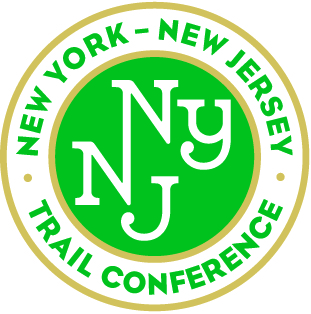 NEW YORK – NEW JERSEY
NY
NJ
TRAIL CONFERENCE